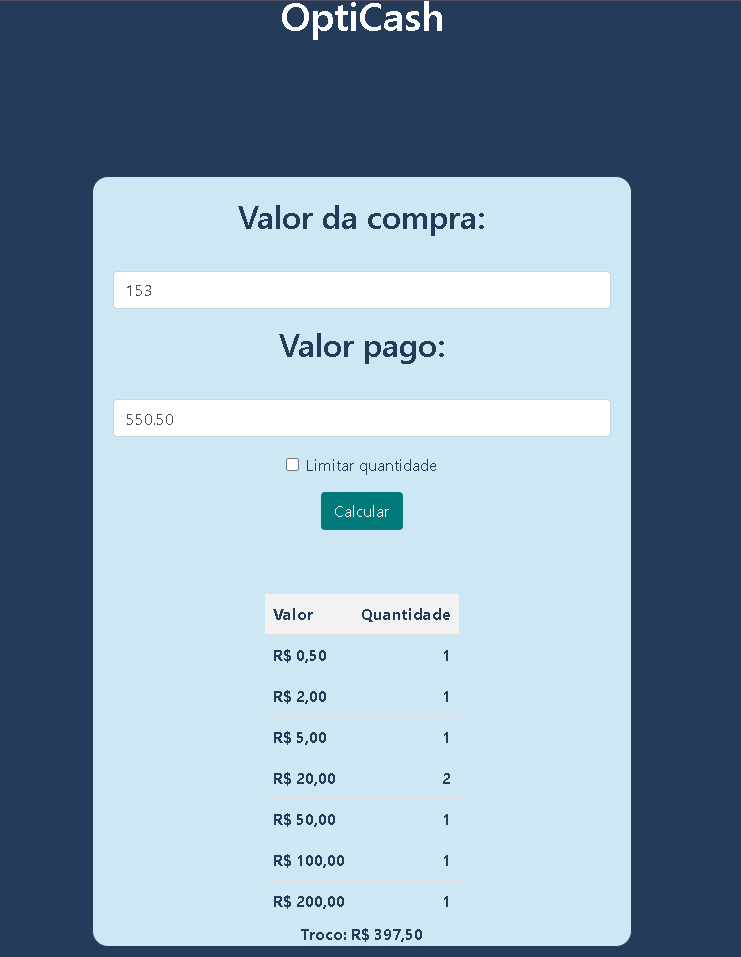 OptiCash
Valor da compra:
153
Valor pago:
550.50
Limitar quantidade
Calcular
Valor Quantidade
R$ 0,50 1
R$ 2,00 1
R$ 5,00 1
R$ 20,00 2
R$ 50,00 1
R$ 100,00 1
R$ 200,00 1
Troco: R$ 397,50